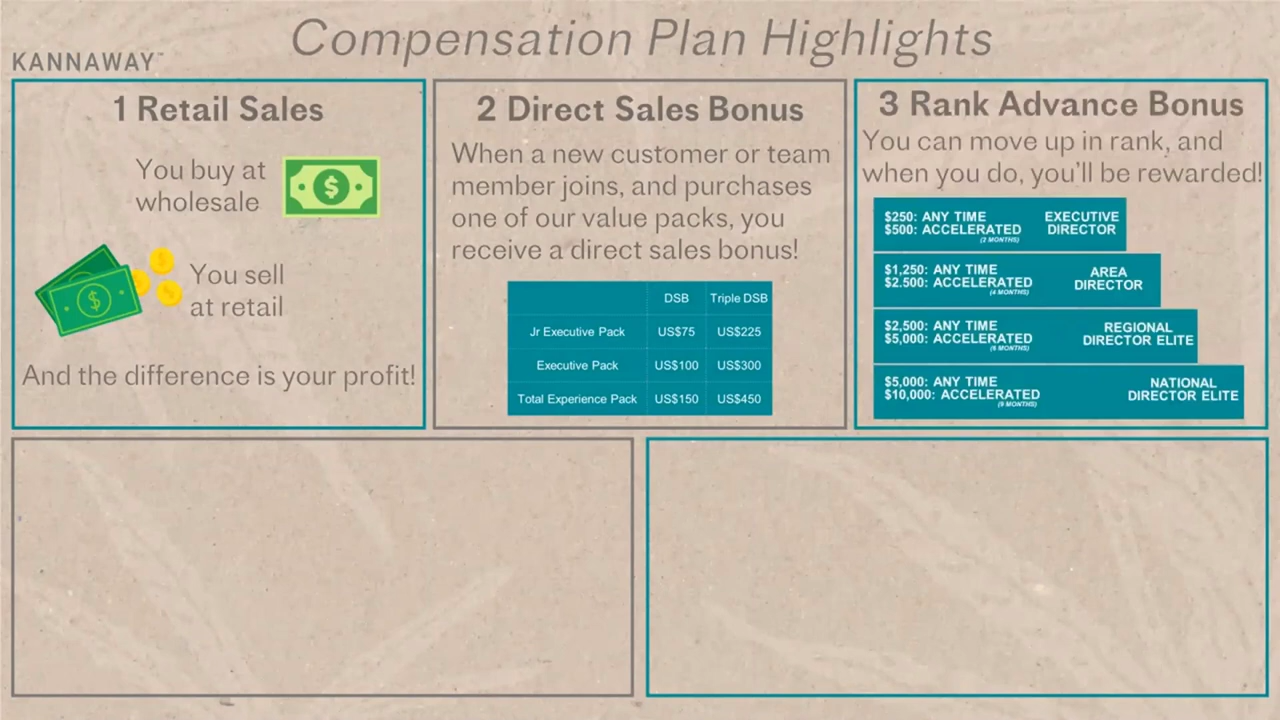 Compensation Plan Highlights
KANNAWAY™
1 Retail Sales
You buy at
wholesale
$
$
You sell
at retail
And the difference is your profit!
2 Direct Sales Bonus
When a new customer or team
member joins, and purchases
one of our value packs, you
receive a direct sales bonus!
DSB Triple DSB
Jr Executive Pack US$75 US$225
Executive Pack US$100 US$300
Total Experience Pack US$150 US$450
3 Rank Advance Bonus
You can move up in rank, and
when you do, you'll be rewarded!
$250: ANY TIME EXECUTIVE
$500: ACCELERATED DIRECTOR
(2 MONTHS)
$1,250: ANY TIME AREA
$2.500: ACCELERATED DIRECTOR
(4 MONTHS)
$2,500: ANY TIME REGIONAL
$5,000: ACCELERATED DIRECTOR ELITE
(6 MONTHS)
$5,000: ANY TIME NATIONAL
$10,000: ACCELERATED DIRECTOR ELITE
(9 MONTHS)